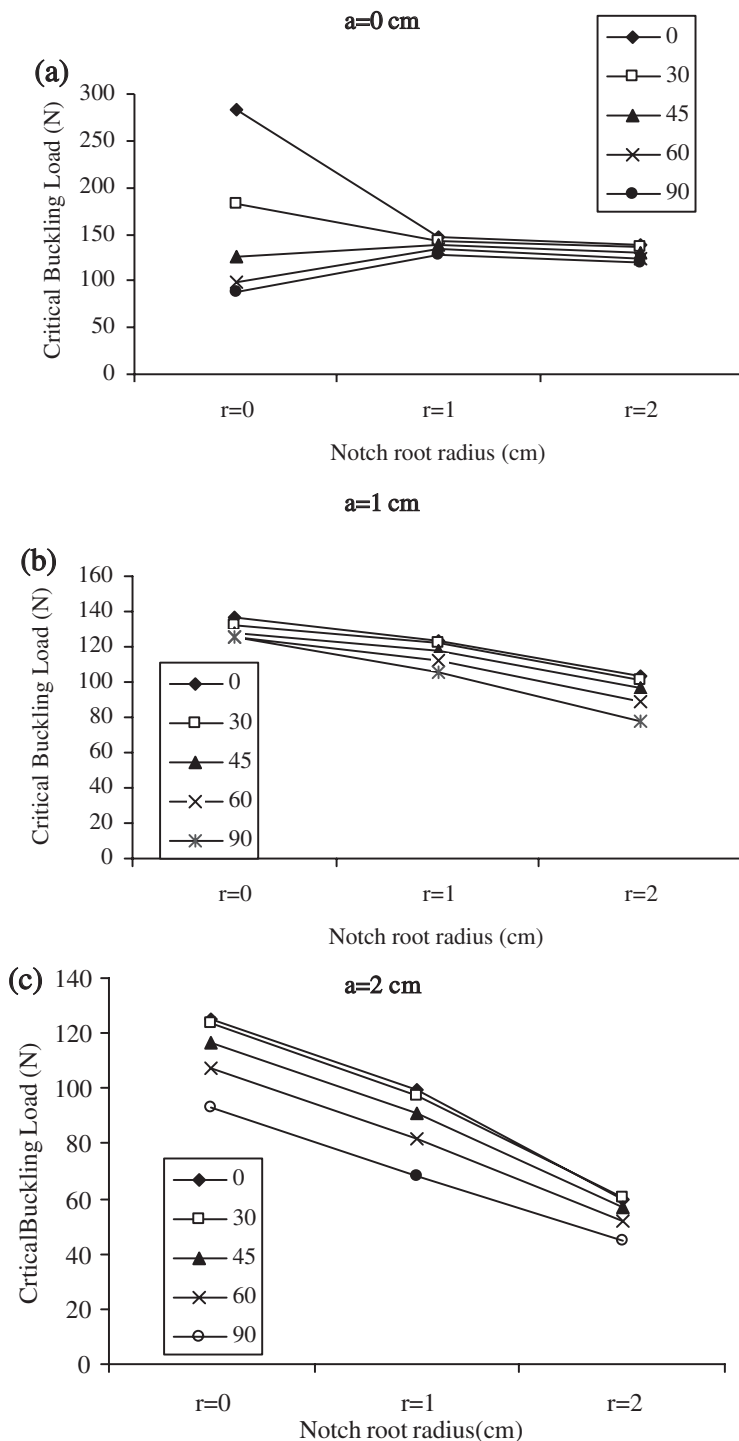 a=0 cm
(a)
0
30
45
60
90
300
250
200
150
100
50
0
Critical Buckling Load (N)
r=0 r=1 r=2
Notch root radius (cm)
a=1 cm
(b)
160
140
120
100
80
60
40
20
0
Critical Buckling Load (N)
0
30
45
60
90
r=0 r=1 r=2
Notch root radius (cm)
(c)
a=2 cm
140
120
100
80
60
40
20
0
CrticalBuckling Load (N)
0
30
45
60
90
r=0 r=1 r=2
Notch root radius(cm)